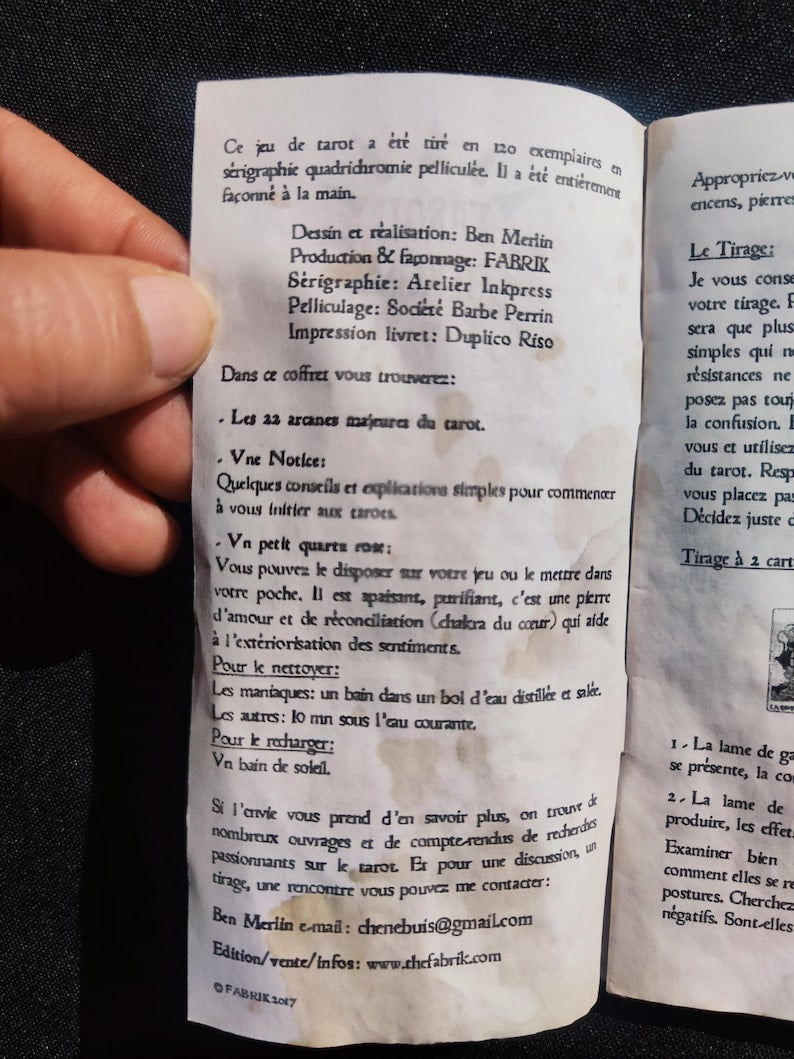 Ce jeu de tarot a été tiré en 120 exemplaires en
sérigraphie quadrichromie pelliculée. Il a été entièrement
façonné à la main.
Dessin et réalisation: Ben Merlin
Production & façonnage: FABRIK
Sérigraphie: Atelier Inkpress
Pelliculage: Société Barbe Perrin
Impression livret: Duplico Riso
Dans ce coffret vous trouverez:
- Les 22 arcanes majeures du tarot.
- Vne Notice:
Quelques conseils et explications simples pour commencer
à vous initier aux tarots.
- Vn petit quartz rose:
Vous pouvez le disposer sur votre jeu ou le mettre dans
votre poche. Il est apaisant, purifiant, c'est une pierre
d'amour et de réconciliation (chakra du cœur) qui aide
à l'extériorisation des sentiments.
Pour le nettoyer:
Les maniaques: un bain dans un bol d'eau distillée et salée.
Les autres: 10 mn sous l'eau courante.
Pour le recharger:
Vn bain de soleil.
Si l'envie vous prend d'en savoir plus, on trouve de
nombreux ouvrages et de compte-rendus de recherches
passionnants sur le tarot. Et pour une discussion, un
tirage, une rencontre vous pouvez me contacter:
Ben Merlin e-mail: chenebuis@gmail.com
Edition/vente/infos: www.thefabrik.com
© FABRIK 2017
Appropriez-v
encens, pierres
Le Tirage:
Je vous conse
votre tirage. P
sera que plus
simples qui n
résistances ne
posez pas touj
la confusion. 
vous et utilisez
du tarot. Resp
vous placez pas
Décidez juste d
Tirage à 2 cart
1 - La lame de ga
se présente, la co
2 - La lame de
produire, les effet
Examiner bien
comment elles se re
postures. Cherchez
négatifs. Sont-elles